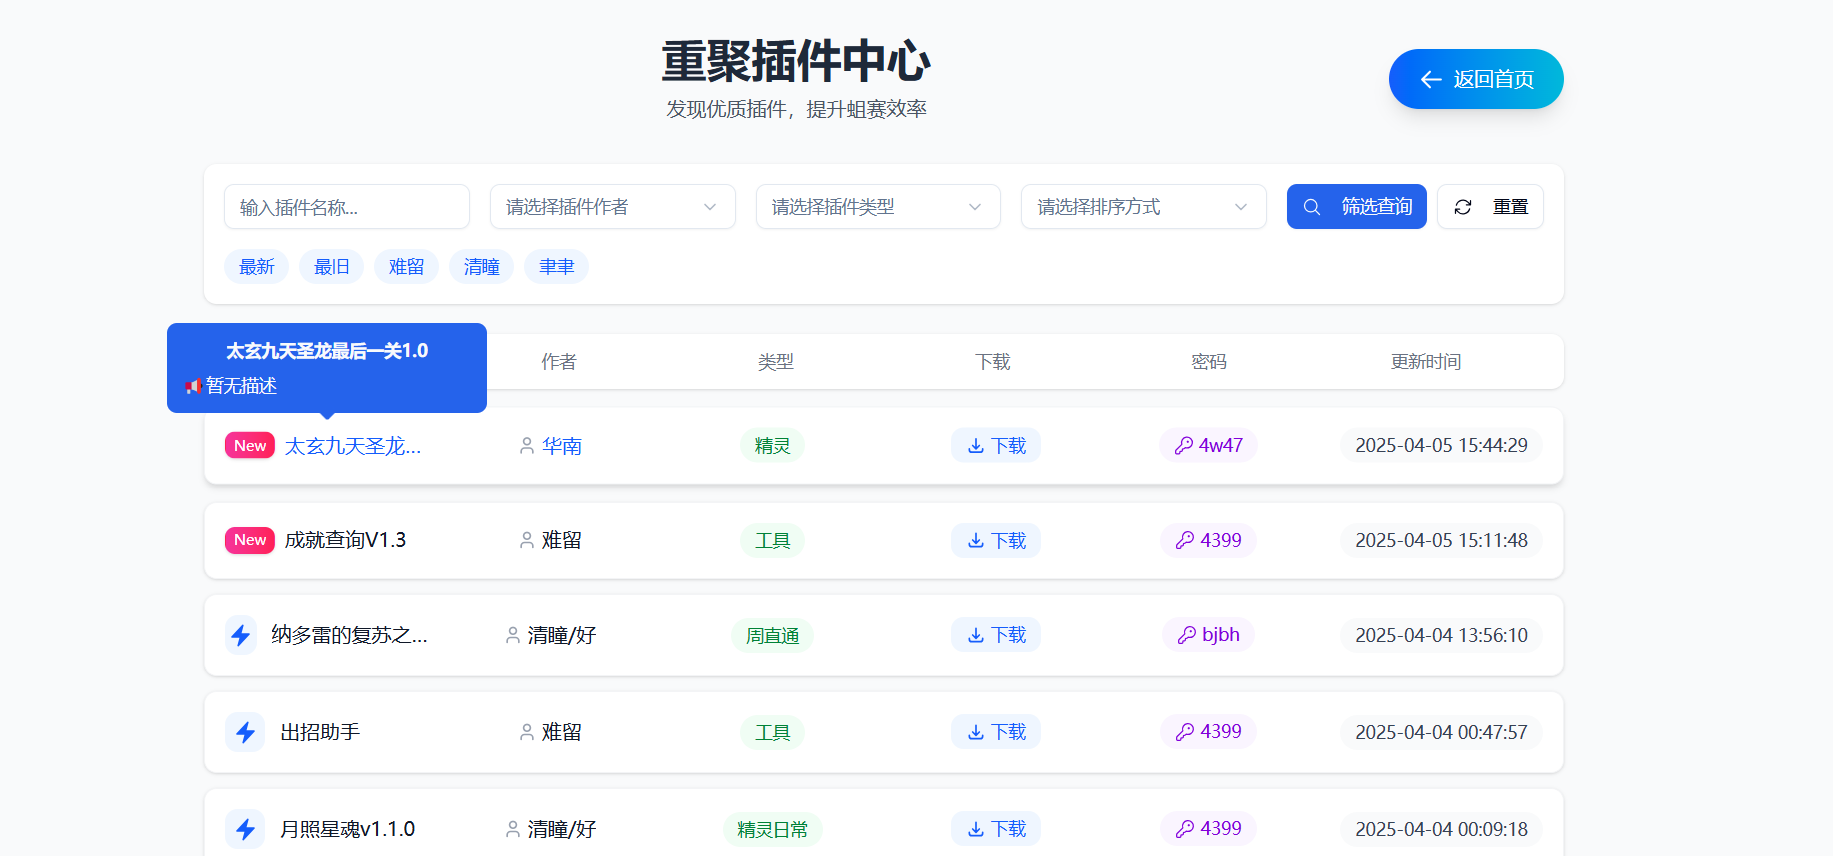 重聚插件中心
发现优质插件，提升蛆赛效率
返回首页
输入插件名称...
请选择插件作者
请选择插件类型
请选择排序方式
筛选查询
重置
最新 最旧 难留 清瞳 聿聿
太玄九天圣龙最后一关1.0
暂无描述
作者 类型 下载 密码 更新时间
New 太玄九天圣龙... 华南 精灵 下载 4w47 2025-04-05 15:44:29
New 成就查询V1.3 难留 工具 下载 4399 2025-04-05 15:11:48
纳多雷的复苏之... 清瞳/好 周直通 下载 bjbh 2025-04-04 13:56:10
出招助手 难留 工具 下载 4399 2025-04-04 00:47:57
月照星魂v1.1.0 清瞳/好 精灵日常 下载 4399 2025-04-04 00:09:18